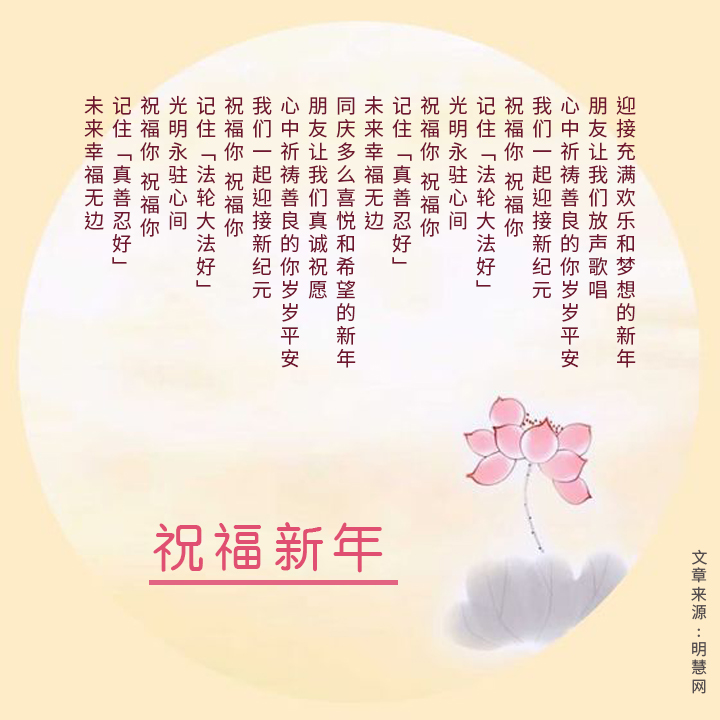 迎接充满欢乐和梦想的新年
朋友让我们放声歌唱
心中祈祷善良的你岁岁平安
我们一起迎接新纪元
祝福你 祝福你
记住「法轮大法好」
光明永驻心间
祝福你 祝福你
记住「真善忍好」
未来幸福无边
同庆多么喜悦和希望的新年
朋友让我们真诚祝愿
心中祈祷善良的你岁岁平安
我们一起迎接新纪元
祝福你 祝福你
记住「法轮大法好」
光明永驻心间
祝福你 祝福你
记住「真善忍好」
未来幸福无边
祝福新年
文章来源：明慧网